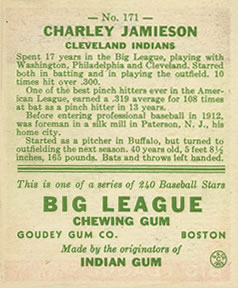 — No. 171 —
CHARLEY JAMIESON
CLEVELAND INDIANS
Spent 17 years in the Big League, playing with
Washington, Philadelphia and Cleveland. Starred
both in batting and in playing the outfield. 10
times hit over .300.
One of the best pinch hitters ever in the Amer-
ican League, earned a .319 average for 108 times
at bat as a pinch hitter in 13 years.
Before entering professional baseball in 1912,
was foreman in a silk mill in Paterson, N. J., his
home city.
Started as a pitcher in Buffalo, but turned to
outfielding the next season. 40 years old, 5 feet 8½
inches, 165 pounds. Bats and throws left handed.
This is one of a series of 240 Baseball Stars
BIG LEAGUE
CHEWING GUM
GOUDEY GUM CO. BOSTON
Made by the originators of
INDIAN GUM